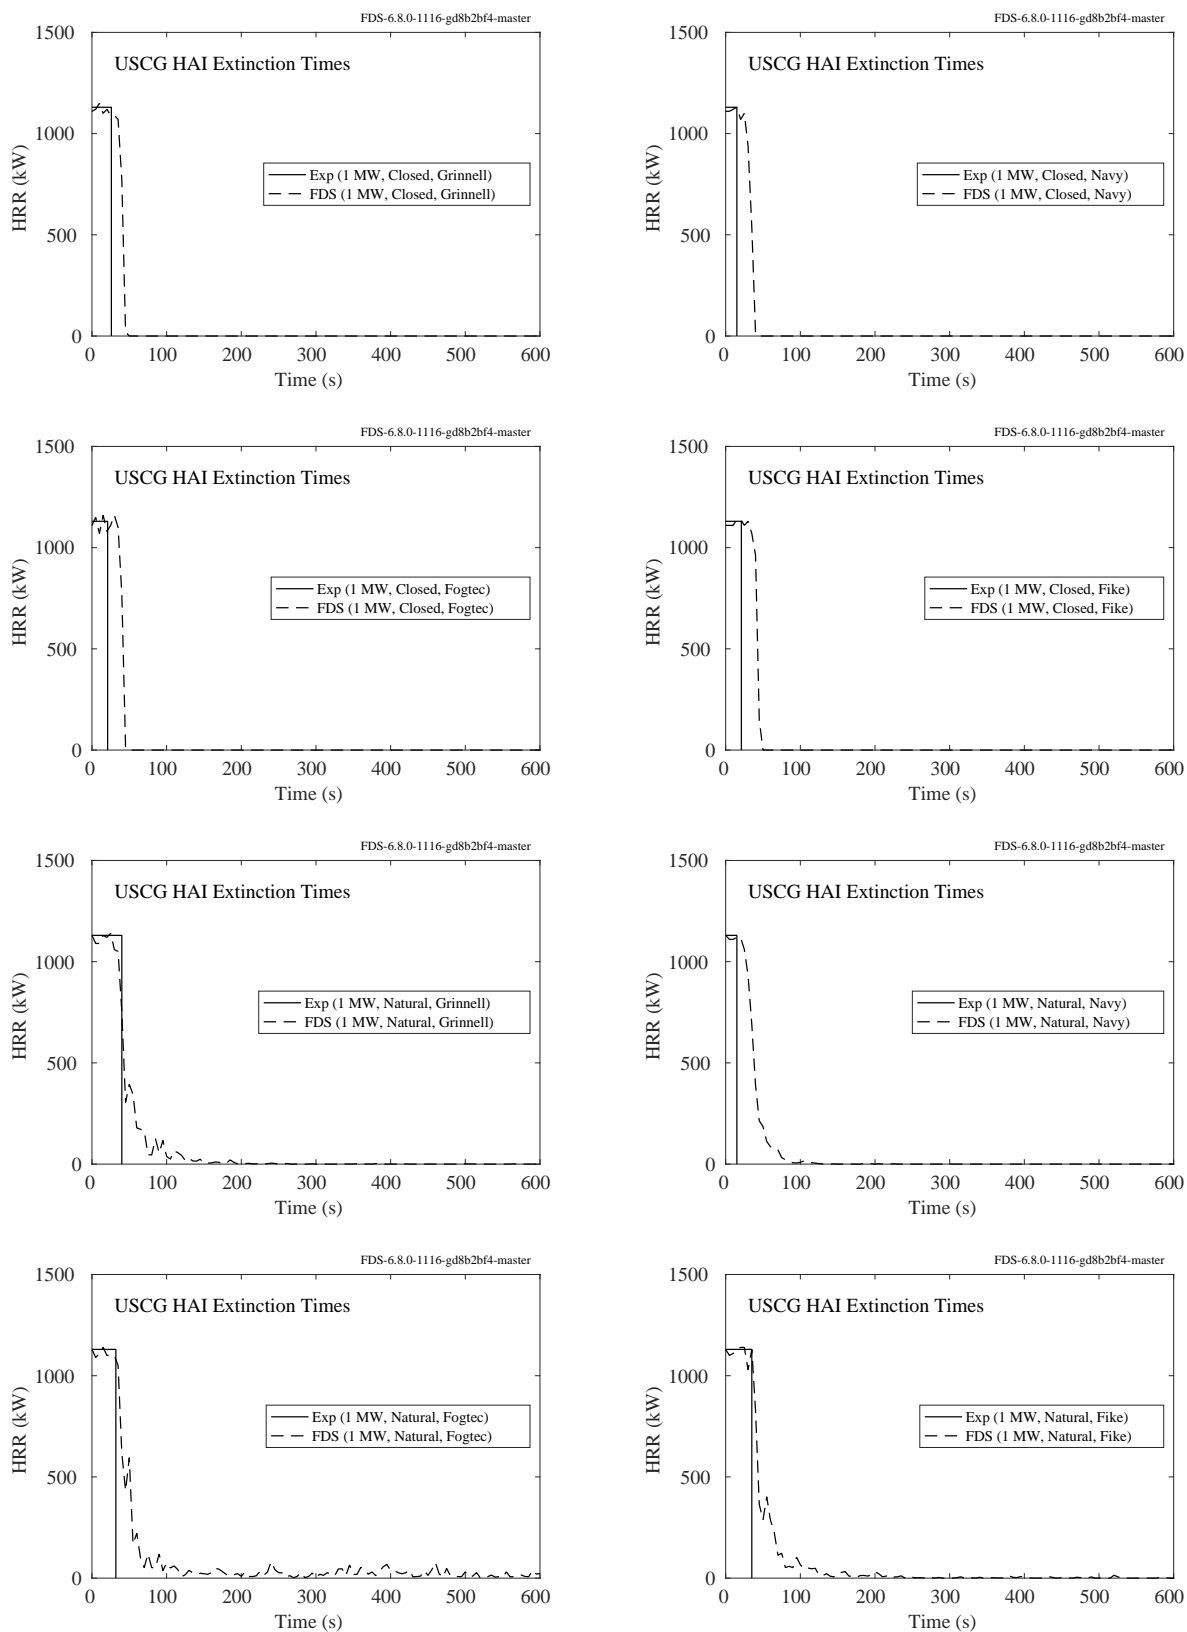 FDS-6.8.0-1116-gd8b2bf4-master
USCG HAI Extinction Times
Exp (1 MW, Closed, Grinnell)
FDS (1 MW, Closed, Grinnell)
HRR (kW)
1500
1000
500
0
0 100 200 300 400 500 600
Time (s)
FDS-6.8.0-1116-gd8b2bf4-master
USCG HAI Extinction Times
Exp (1 MW, Closed, Navy)
FDS (1 MW, Closed, Navy)
HRR (kW)
1500
1000
500
0
0 100 200 300 400 500 600
Time (s)
FDS-6.8.0-1116-gd8b2bf4-master
USCG HAI Extinction Times
Exp (1 MW, Closed, Fogtec)
FDS (1 MW, Closed, Fogtec)
HRR (kW)
1500
1000
500
0
0 100 200 300 400 500 600
Time (s)
FDS-6.8.0-1116-gd8b2bf4-master
USCG HAI Extinction Times
Exp (1 MW, Closed, Fike)
FDS (1 MW, Closed, Fike)
HRR (kW)
1500
1000
500
0
0 100 200 300 400 500 600
Time (s)
FDS-6.8.0-1116-gd8b2bf4-master
USCG HAI Extinction Times
Exp (1 MW, Natural, Grinnell)
FDS (1 MW, Natural, Grinnell)
HRR (kW)
1500
1000
500
0
0 100 200 300 400 500 600
Time (s)
FDS-6.8.0-1116-gd8b2bf4-master
USCG HAI Extinction Times
Exp (1 MW, Natural, Navy)
FDS (1 MW, Natural, Navy)
HRR (kW)
1500
1000
500
0
0 100 200 300 400 500 600
Time (s)
FDS-6.8.0-1116-gd8b2bf4-master
USCG HAI Extinction Times
Exp (1 MW, Natural, Fogtec)
FDS (1 MW, Natural, Fogtec)
HRR (kW)
1500
1000
500
0
0 100 200 300 400 500 600
Time (s)
FDS-6.8.0-1116-gd8b2bf4-master
USCG HAI Extinction Times
Exp (1 MW, Natural, Fike)
FDS (1 MW, Natural, Fike)
HRR (kW)
1500
1000
500
0
0 100 200 300 400 500 600
Time (s)